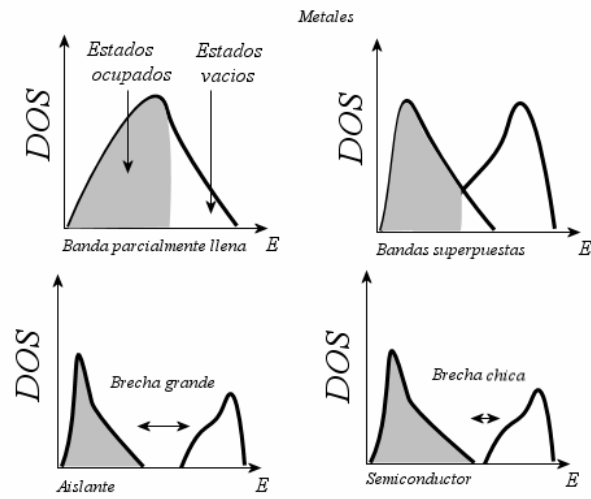 Metales
Estados
ocupados
Estados
vacios
DOS
Banda parcialmente llena
E
DOS
Bandas superpuestas
E
Brecha grande
DOS
Aislante
E
Brecha chica
DOS
Semiconductor
E